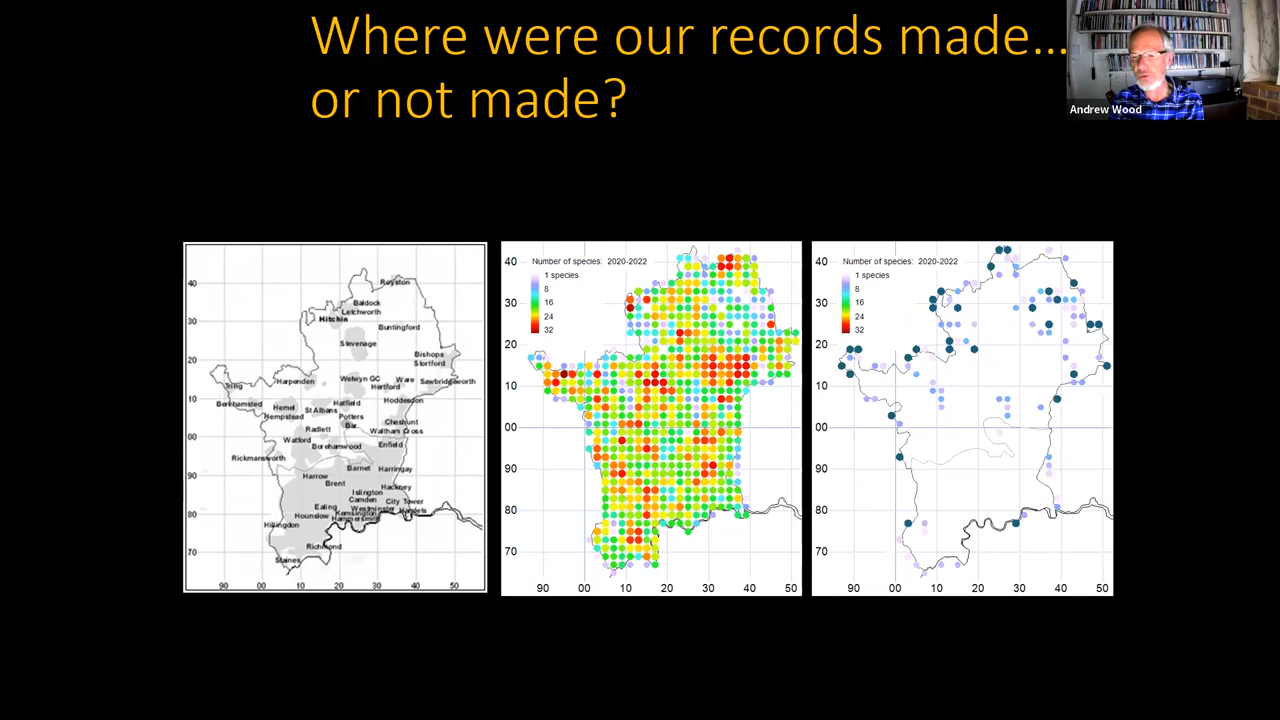 Where were our records made...
or not made?
Andrew Wood
40
30
20
10
00
90
80
70
90
00
10
20
30
40
50
Royston
Baldock
Letchworth
Hitchin
Buntingford
Stevenage
Bishops
Stortford
Tring
Harpenden
Welwyn GC
Ware
Sawbridgeworth
Hertford
Berkhamsted
Hemel
Hempstead
St Albans
Hatfield
Hoddesdon
Potters
Bar
Radlett
Cheshunt
Waltham Cross
Watford
Borehamwood
Enfield
Rickmansworth
Barnet
Harringay
Harrow
Brent
Hackney
Islington
Camden
City Tower
Hamlets
Ealing
Westminster
Kensington
Hounslow
Hammersmith
Hillingdon
Richmond
Staines
Number of species: 2020-2022
1 species
8
16
24
32
40
30
20
10
00
90
80
70
90
00
10
20
30
40
50
Number of species: 2020-2022
1 species
8
16
24
32
40
30
20
10
00
90
80
70
90
00
10
20
30
40
50